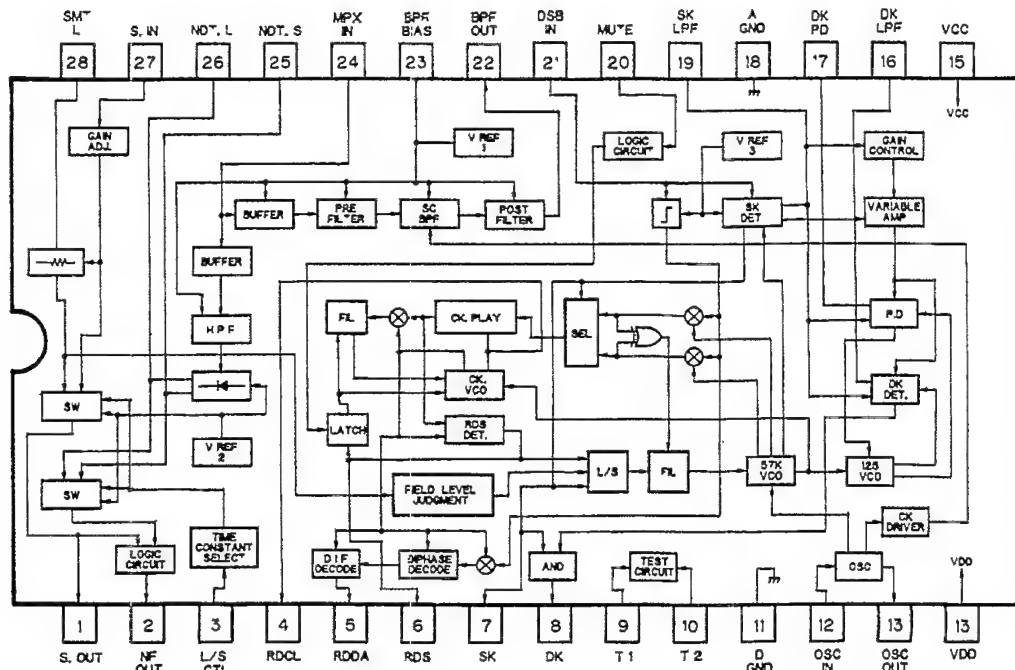 SMT L
S. IN
NOT. L
NOT. S
MPX IN
BPF BIAS
BPF OUT
DSB IN
MUTE
SK LPF
A GND
DK PD
DK LPF
VCC
28
27
26
25
24
23
22
2'
20
19
18
'7
16
15
VCC
GAIN ADJ.
V REF 1
LOGIC CIRCUIT
V REF 3
GAIN CONTROL
BUFFER
PRE FILTER
SC BPF
POST FILTER
SK DET
VARIABLE AMP
BUFFER
H.P.F
FIL
CK. PLAY
SEL
P.D
CK. VCO
DK DET.
SW
V REF 2
LATCH
RDS DET.
L/S
FIL
57K VCO
125 VCO
SW
FIELD LEVEL JUDGMENT
LOGIC CIRCUIT
TIME CONSTANT SELECT
D I F DECODE
BIPHASE DECODE
AND
TEST CIRCUIT
OSC
CK DRIVER
VDD
1
2
3
4
5
6
7
8
9
10
11
12
13
13
S. OUT
NF OUT
L/S CTL
RDCL
RDDA
RDS
SK
DK
T 1
T 2
D GND
OSC IN
OSC OUT
VDD